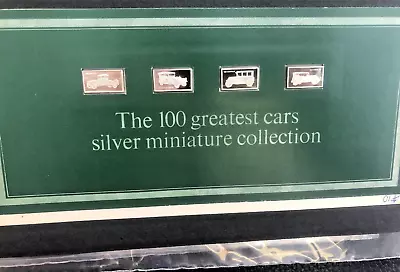 The 100 greatest cars
silver miniature collection